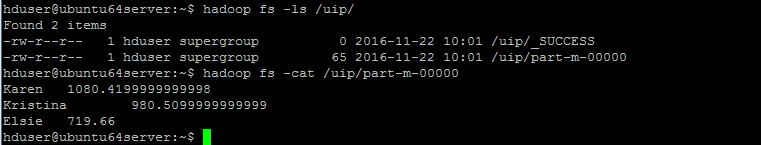 hduser@ubuntu64server:~$ hadoop fs -ls /uip/
Found 2 items
-rw-r--r--   1 hduser supergroup          0 2016-11-22 10:01 /uip/_SUCCESS
-rw-r--r--   1 hduser supergroup         65 2016-11-22 10:01 /uip/part-m-00000
hduser@ubuntu64server:~$ hadoop fs -cat /uip/part-m-00000
Karen   1080.4199999999998
Kristina        980.5099999999999
Elsie   719.66
hduser@ubuntu64server:~$